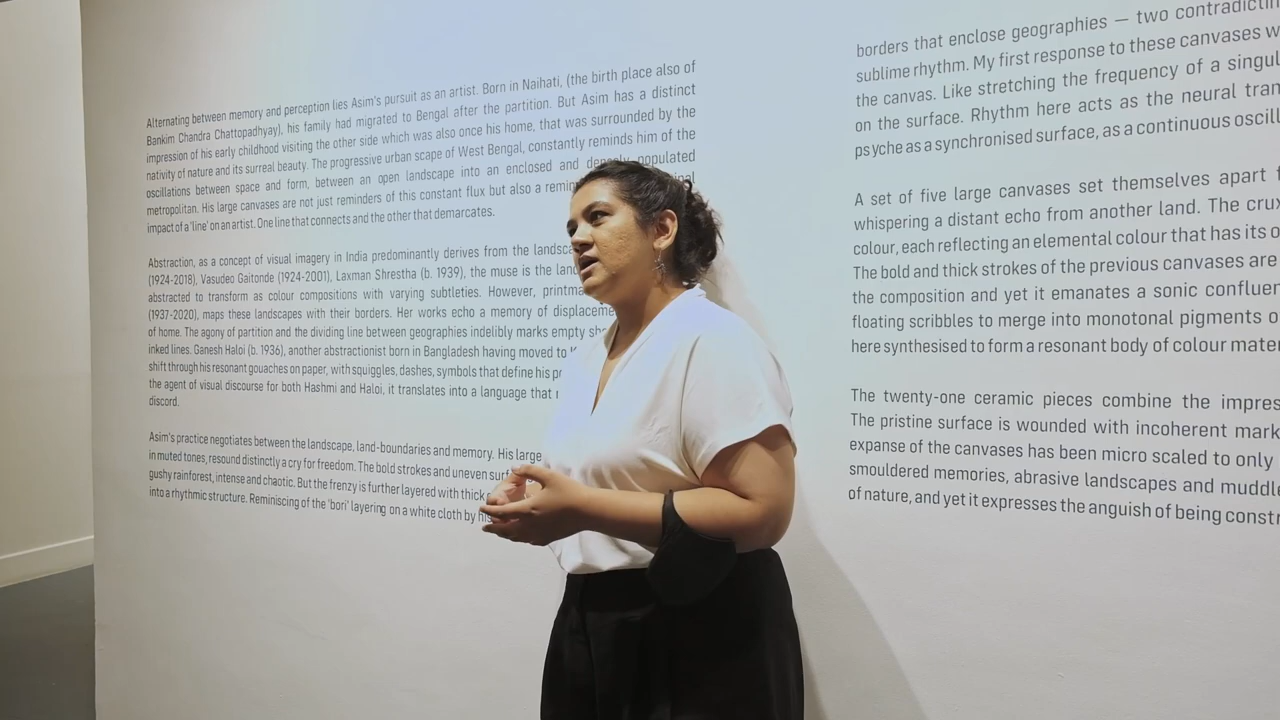 Alternating between memory and perception lies Asim's pursuit as an artist. Born in Naihati, (the birth place also of
Bankim Chandra Chattopadhyay), his family had migrated to Bengal after the partition. But Asim has a distinct
impression of his early childhood visiting the other side which was also once his home, that was surrounded by the
nativity of nature and its surreal beauty. The progressive urban scape of West Bengal, constantly reminds him of the
oscillations between space and form, between an open landscape into an enclosed and densely populated
metropolitan. His large canvases are not just reminders of this constant flux but also a
impact of a 'line' on an artist. One line that connects and the other that demarcates.
Abstraction, as a concept of visual imagery in India predominantly derives from the
(1924-2018), Vasudeo Gaitonde (1924-2001), Laxman Shrestha (b. 1939), the muse is the
abstracted to transform as colour compositions with varying subtleties. However,
(1937-2020), maps these landscapes with their borders. Her works echo a memory of
of home. The agony of partition and the dividing line between geographies indelibly marks empty
inked lines. Ganesh Haloi (b. 1936), another abstractionist born in Bangladesh having moved to
shift through his resonant gouaches on paper, with squiggles, dashes, symbols that define his
the agent of visual discourse for both Hashmi and Haloi, it translates into a language that
discord.
Asim's practice negotiates between the landscape, land-boundaries and memory. His large
in muted tones, resound distinctly a cry for freedom. The bold strokes and uneven
gushy rainforest, intense and chaotic. But the frenzy is further layered with thick
into a rhythmic structure. Reminiscing of the 'bori' layering on a white cloth by his
borders that enclose geographies — two
sublime rhythm. My first response to these canvases
the canvas. Like stretching the frequency of a
on the surface. Rhythm here acts as the neural
psyche as a synchronised surface, as a continuous
A set of five large canvases set themselves apart
whispering a distant echo from another land. The
colour, each reflecting an elemental colour that has its
The bold and thick strokes of the previous canvases are
the composition and yet it emanates a sonic
floating scribbles to merge into monotonal pigments
here synthesised to form a resonant body of colour
The twenty-one ceramic pieces combine the
The pristine surface is wounded with incoherent
expanse of the canvases has been micro scaled to only
smouldered memories, abrasive landscapes and
of nature, and yet it expresses the anguish of being